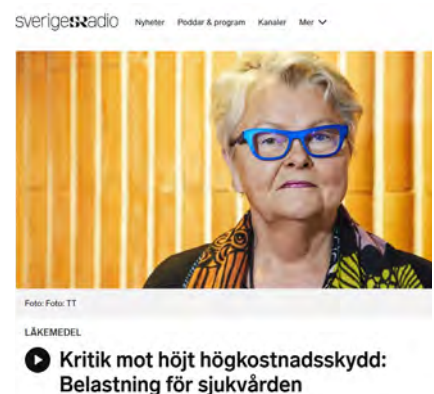 sverigesradio Nyheter Poddar & program Kanaler Mer
Foto: Foto: TT
LÄKEMEDEL
Kritik mot höjt högkostnadsskydd:
Belastning för sjukvården